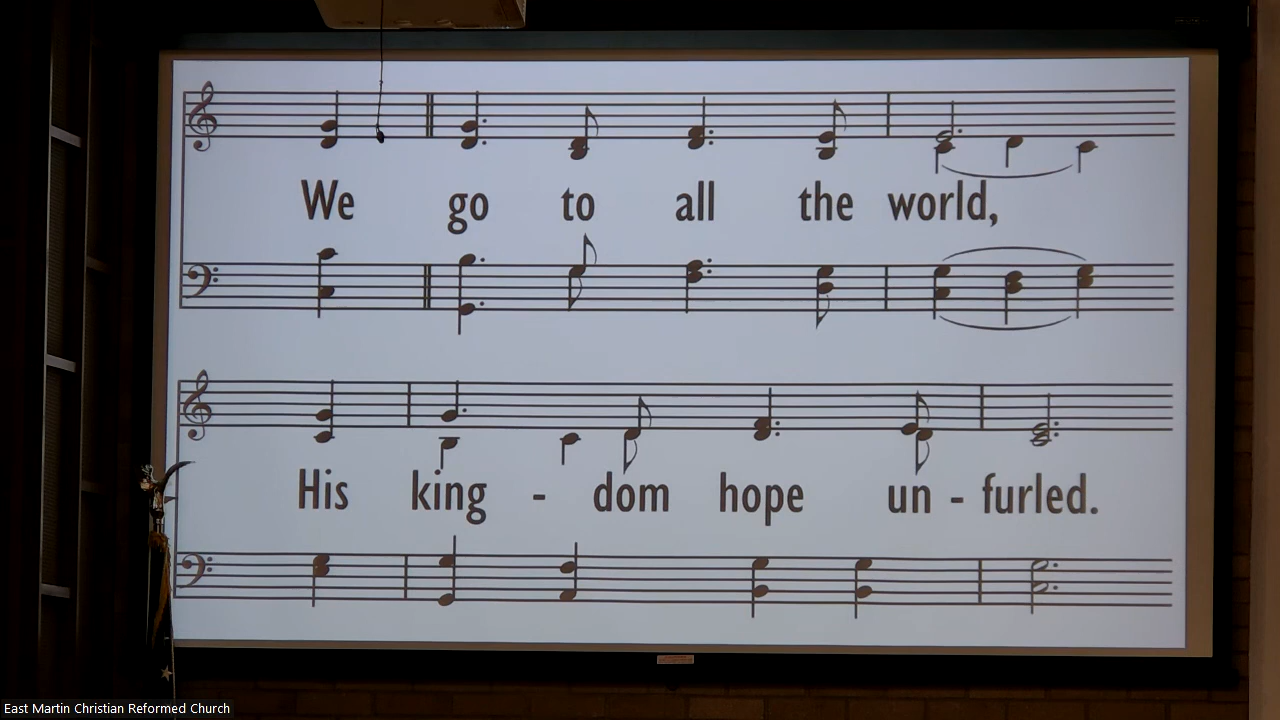 We go to all the world,
His king - dom hope un - furled.
East Martin Christian Reformed Church